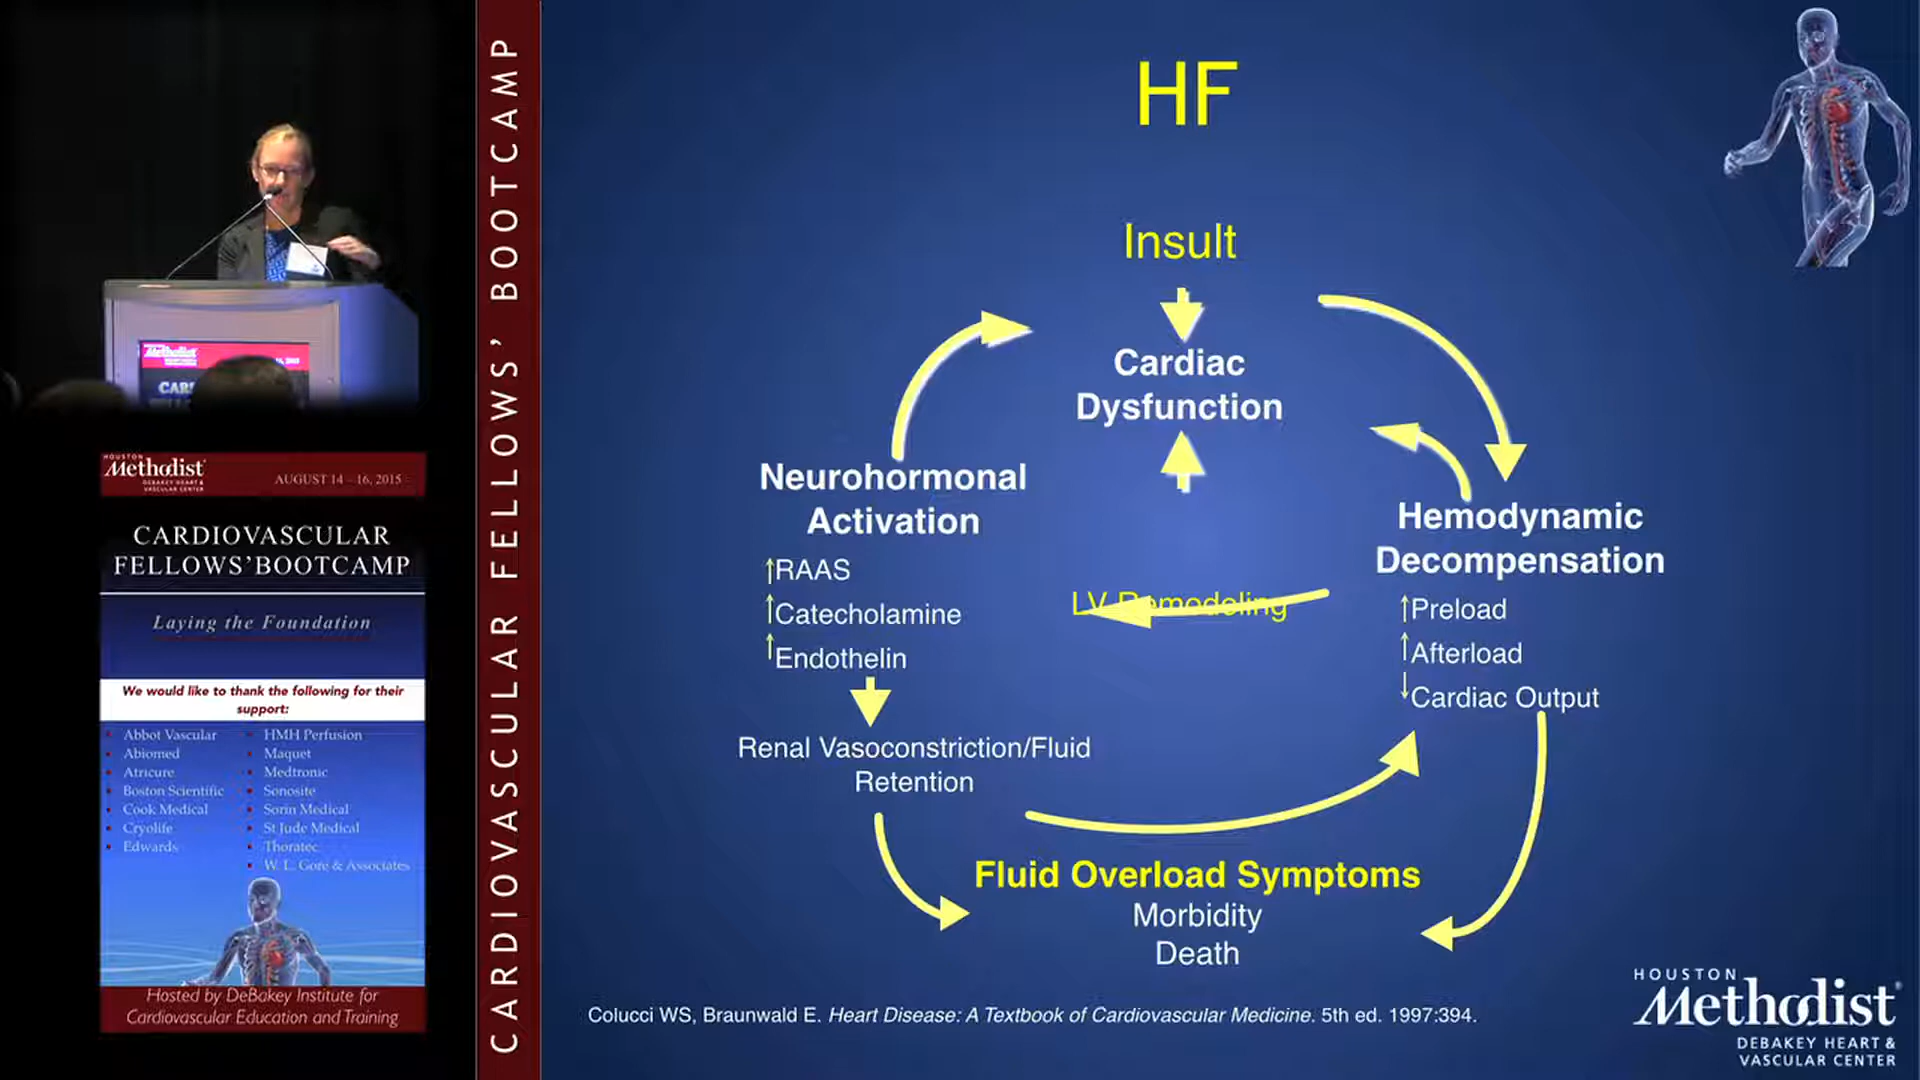 HOUSTON
Methodist
DEBAKEY HEART &
VASCULAR CENTER
AUGUST 14 – 16, 2015
CARDIOVASCULAR
FELLOWS'BOOTCAMP
Laying the Foundation
We would like to thank the following for their
support:
Abbot Vascular
Abiomed
Atricure
Boston Scientific
Cook Medical
Cryolife
Edwards
HMH Perfusion
Maquet
Medtronic
Sonosite
Sorin Medical
St Jude Medical
Thoratec
W. L. Gore & Associates
Hosted by DeBakey Institute for
Cardiovascular Education and Training
CARDIOVASCULAR FELLOWS' BOOTCAMP
HF
Insult
Cardiac
Dysfunction
Neurohormonal
Activation
↑RAAS
↑Catecholamine
↑Endothelin
LV Remodeling
Hemodynamic
Decompensation
↑Preload
↑Afterload
↓Cardiac Output
Renal Vasoconstriction/Fluid
Retention
Fluid Overload Symptoms
Morbidity
Death
Colucci WS, Braunwald E. Heart Disease: A Textbook of Cardiovascular Medicine. 5th ed. 1997:394.
HOUSTON
Methodist
DEBAKEY HEART &
VASCULAR CENTER